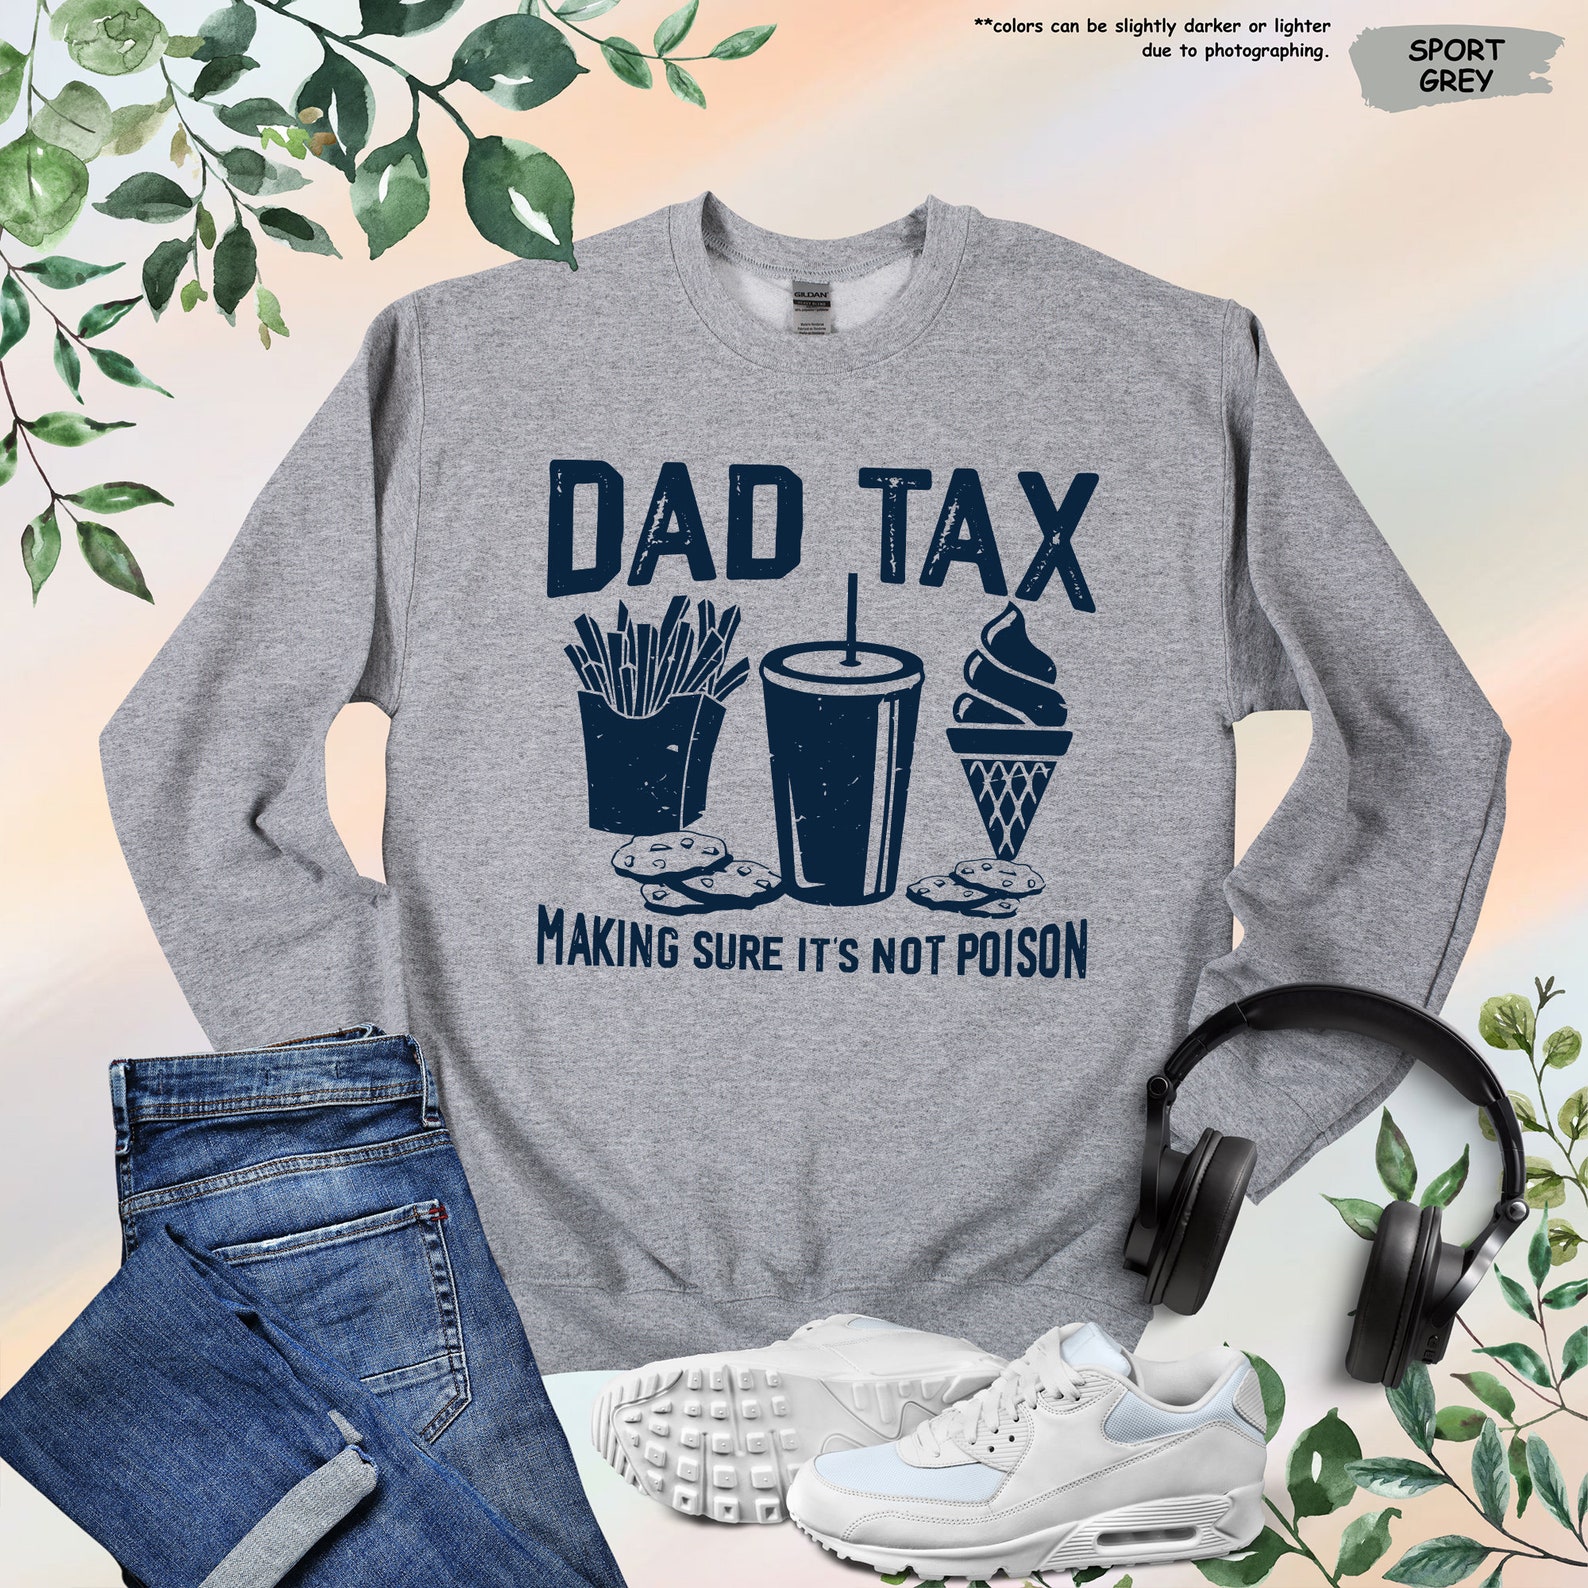 **colors can be slightly darker or lighter
due to photographing.
SPORT
GREY
GILDAN
DAD TAX
MAKING SURE IT'S NOT POISON